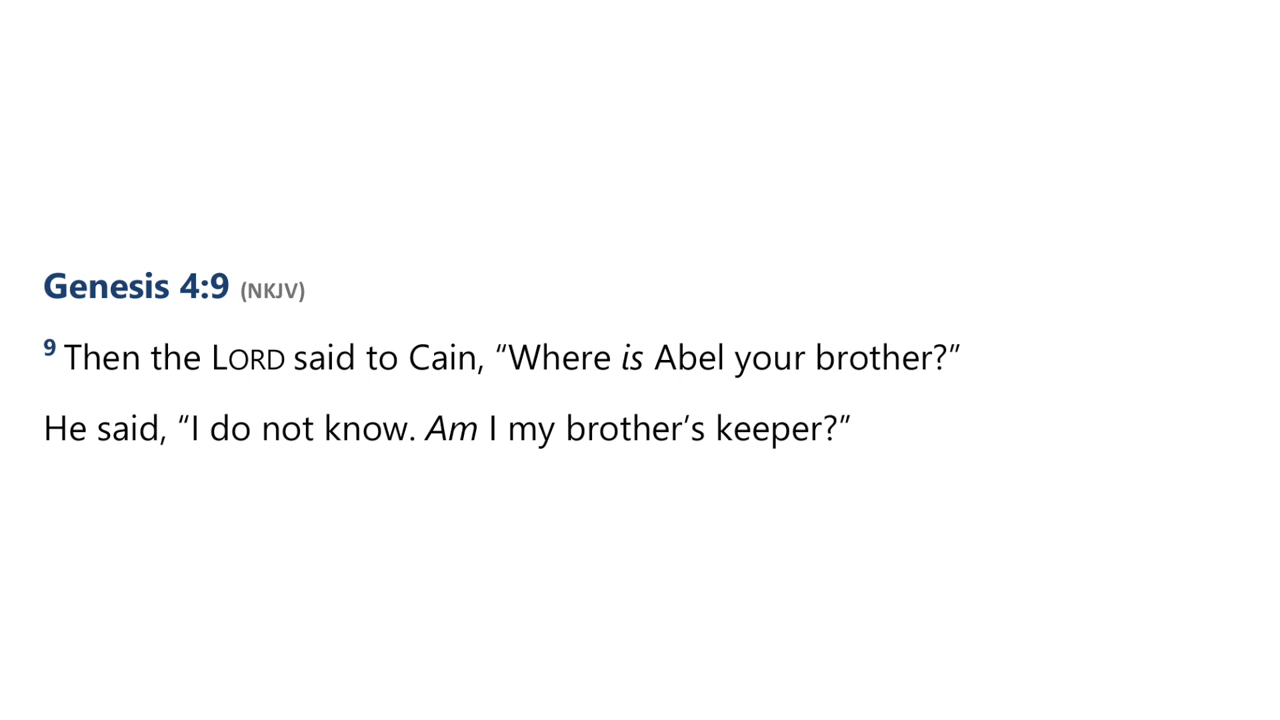 Genesis 4:9 (NKJV)
9 Then the LORD said to Cain, “Where is Abel your brother?”
He said, “I do not know. Am I my brother’s keeper?”